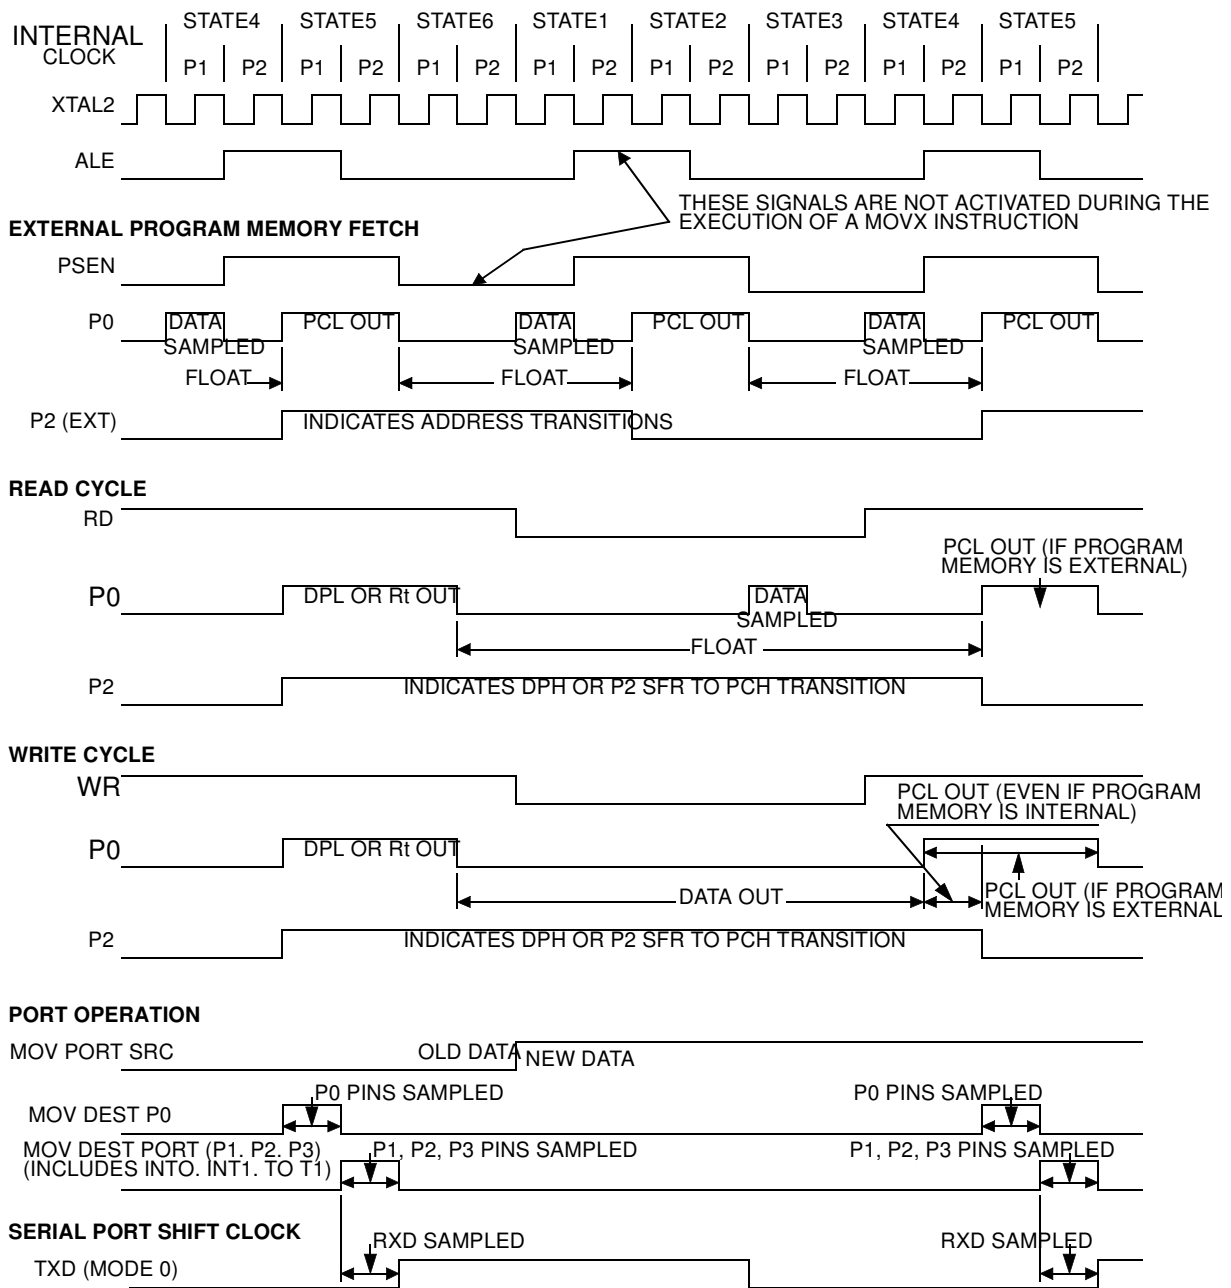 STATE4 STATE5 STATE6 STATE1 STATE2 STATE3 STATE4 STATE5
INTERNAL
CLOCK
P1 P2 P1 P2 P1 P2 P1 P2 P1 P2 P1 P2 P1 P2 P1 P2
XTAL2
ALE
THESE SIGNALS ARE NOT ACTIVATED DURING THE
EXECUTION OF A MOVX INSTRUCTION
EXTERNAL PROGRAM MEMORY FETCH
PSEN
P0 DATA PCL OUT DATA PCL OUT DATA PCL OUT
SAMPLED SAMPLED SAMPLED
FLOAT FLOAT FLOAT
P2 (EXT) INDICATES ADDRESS TRANSITIONS
READ CYCLE
RD
PCL OUT (IF PROGRAM
MEMORY IS EXTERNAL)
P0 DPL OR Rt OUT DATA
SAMPLED
FLOAT
P2 INDICATES DPH OR P2 SFR TO PCH TRANSITION
WRITE CYCLE
WR
PCL OUT (EVEN IF PROGRAM
MEMORY IS INTERNAL)
P0 DPL OR Rt OUT
DATA OUT
PCL OUT (IF PROGRAM
MEMORY IS EXTERNAL
P2 INDICATES DPH OR P2 SFR TO PCH TRANSITION
PORT OPERATION
MOV PORT SRC OLD DATA NEW DATA
P0 PINS SAMPLED P0 PINS SAMPLED
MOV DEST P0
MOV DEST PORT (P1. P2. P3) P1, P2, P3 PINS SAMPLED P1, P2, P3 PINS SAMPLED
(INCLUDES INTO. INT1. TO T1)
SERIAL PORT SHIFT CLOCK
RXD SAMPLED RXD SAMPLED
TXD (MODE 0)